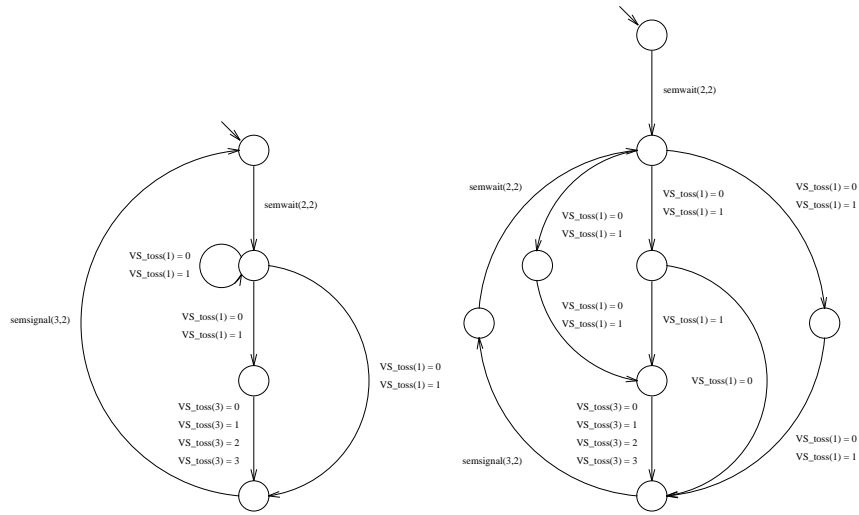 semwait(2,2)
VS_toss(1) = 0
VS_toss(1) = 1
semsignal(3,2)
VS_toss(1) = 0
VS_toss(1) = 1
VS_toss(1) = 0
VS_toss(1) = 1
VS_toss(3) = 0
VS_toss(3) = 1
VS_toss(3) = 2
VS_toss(3) = 3
semwait(2,2)
semwait(2,2)
VS_toss(1) = 0
VS_toss(1) = 1
VS_toss(1) = 0
VS_toss(1) = 1
VS_toss(1) = 0
VS_toss(1) = 1
VS_toss(1) = 0
VS_toss(1) = 1
VS_toss(1) = 1
VS_toss(1) = 0
VS_toss(3) = 0
VS_toss(3) = 1
VS_toss(3) = 2
VS_toss(3) = 3
VS_toss(1) = 0
VS_toss(1) = 1
semsignal(3,2)